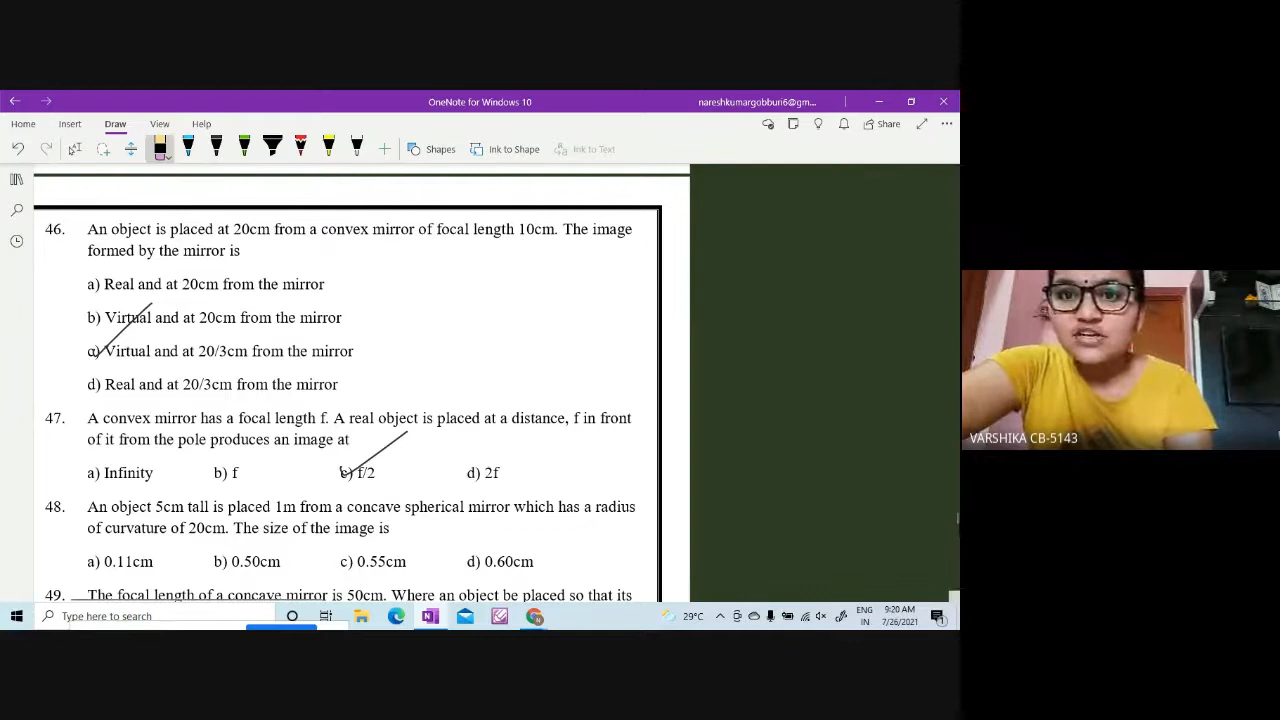 OneNote for Windows 10
nareshkumargobburi6@gm...
Home Insert Draw View Help
Share
Shapes Ink to Shape Ink to Text
46. An object is placed at 20cm from a convex mirror of focal length 10cm. The image
formed by the mirror is
a) Real and at 20cm from the mirror
b) Virtual and at 20cm from the mirror
c) Virtual and at 20/3cm from the mirror
d) Real and at 20/3cm from the mirror
47. A convex mirror has a focal length f. A real object is placed at a distance, f in front
of it from the pole produces an image at
a) Infinity b) f c) f/2 d) 2f
48. An object 5cm tall is placed 1m from a concave spherical mirror which has a radius
of curvature of 20cm. The size of the image is
a) 0.11cm b) 0.50cm c) 0.55cm d) 0.60cm
49. The focal length of a concave mirror is 50cm. Where an object be placed so that its
VARSHIKA CB-5143
Type here to search
29°C
ENG
IN
9:20 AM
7/26/2021